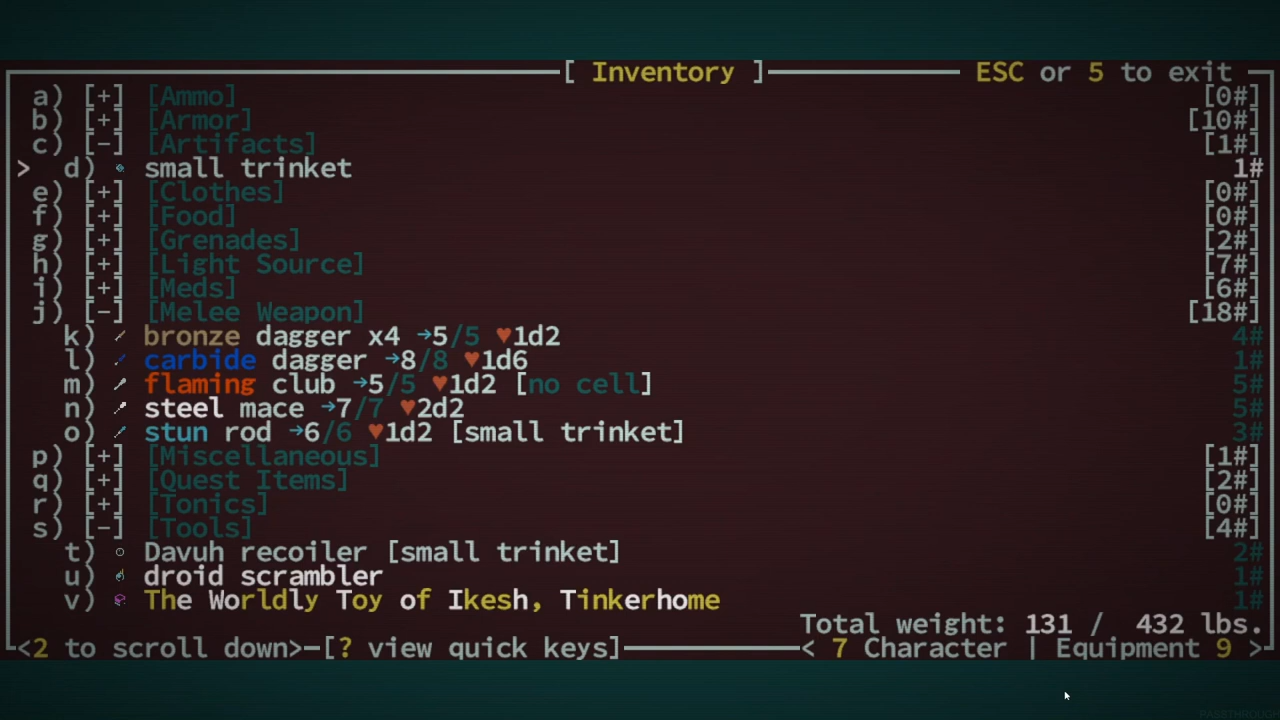 [ Inventory ] ESC or 5 to exit
a) [+] [Ammo] [0#]
b) [+] [Armor] [10#]
c) [-] [Artifacts] [1#]
> d) small trinket 1#
e) [+] [Clothes] [0#]
f) [+] [Food] [0#]
g) [+] [Grenades] [2#]
h) [+] [Light Source] [7#]
i) [+] [Meds] [6#]
j) [-] [Melee Weapon] [18#]
k) bronze dagger x4 →5/5 ♥1d2 4#
l) carbide dagger →8/8 ♥1d6 1#
m) flaming club →5/5 ♥1d2 [no cell] 5#
n) steel mace →7/7 ♥2d2 5#
o) stun rod →6/6 ♥1d2 [small trinket] 3#
p) [+] [Miscellaneous] [1#]
q) [+] [Quest Items] [2#]
r) [+] [Tonics] [0#]
s) [-] [Tools] [4#]
t) Davuh recoiler [small trinket] 2#
u) droid scrambler 1#
v) The Worldly Toy of Ikesh, Tinkerhome 1#
Total weight: 131 / 432 lbs.
<2 to scroll down> [? view quick keys] < 7 Character | Equipment 9 >